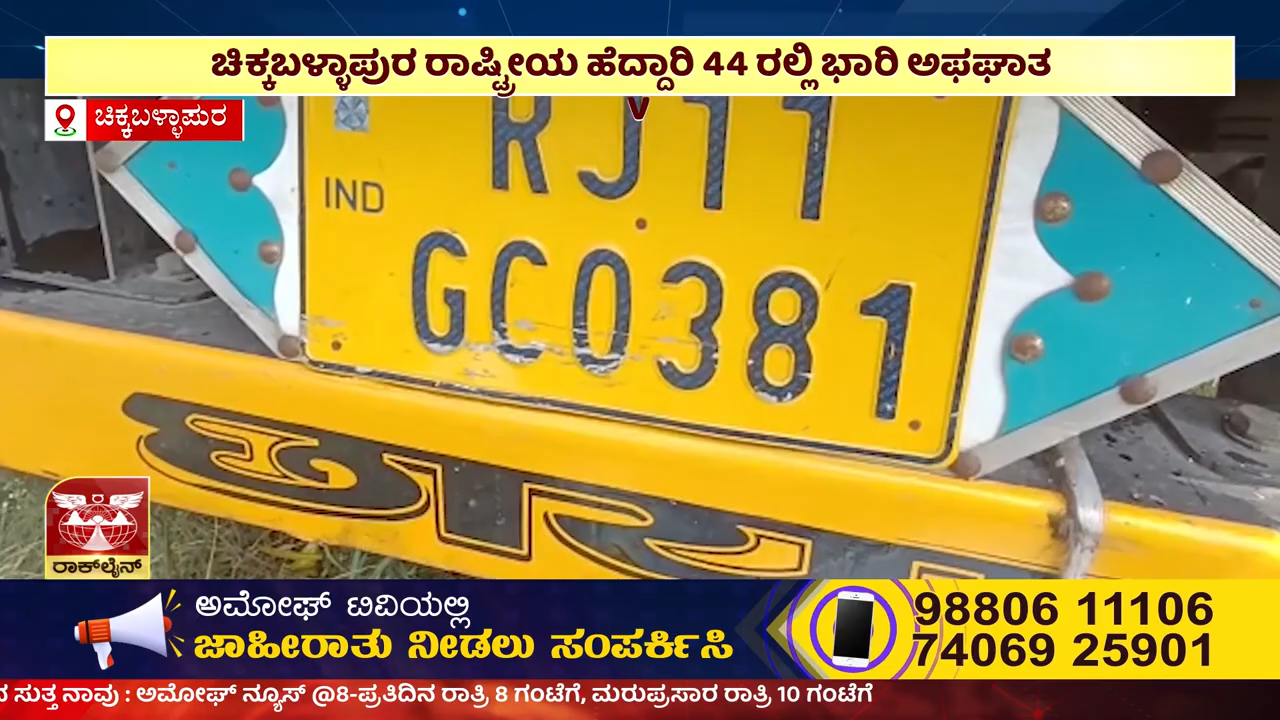 ಚಿಕ್ಕಬಳ್ಳಾಪುರ ರಾಷ್ಟ್ರೀಯ ಹೆದ್ದಾರಿ 44 ರಲ್ಲಿ ಭಾರಿ ಅಫಘಾತ
ಚಿಕ್ಕಬಳ್ಳಾಪುರ
RJ11
IND
GC0381
ರಾಕ್‌ಲೈನ್
ಅಮೋಘ್ ಟಿವಿಯಲ್ಲಿ
ಜಾಹೀರಾತು ನೀಡಲು ಸಂಪರ್ಕಿಸಿ
98806 11106
74069 25901
ಸುತ್ತ ನಾವು : ಅಮೋಘ್ ನ್ಯೂಸ್ @8-ಪ್ರತಿದಿನ ರಾತ್ರಿ 8 ಗಂಟೆಗೆ, ಮರುಪ್ರಸಾರ ರಾತ್ರಿ 10 ಗಂಟೆಗೆ